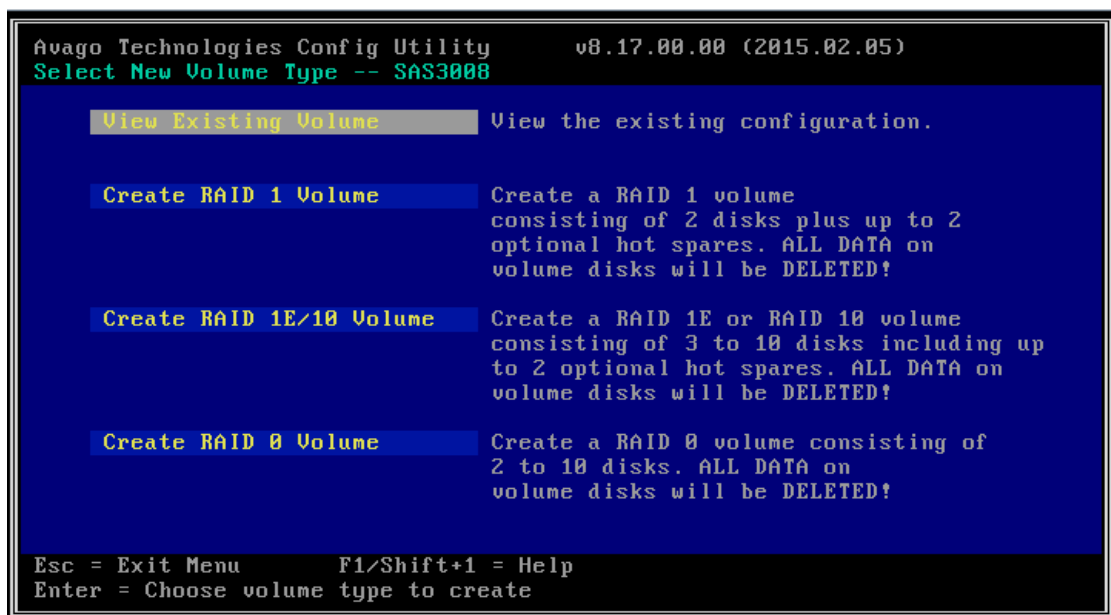 Avago Technologies Config Utility v8.17.00.00 (2015.02.05)
Select New Volume Type -- SAS3008
View Existing Volume View the existing configuration.
Create RAID 1 Volume Create a RAID 1 volume
consisting of 2 disks plus up to 2
optional hot spares. ALL DATA on
volume disks will be DELETED!
Create RAID 1E/10 Volume Create a RAID 1E or RAID 10 volume
consisting of 3 to 10 disks including up
to 2 optional hot spares. ALL DATA on
volume disks will be DELETED!
Create RAID 0 Volume Create a RAID 0 volume consisting of
2 to 10 disks. ALL DATA on
volume disks will be DELETED!
Esc = Exit Menu F1/Shift+1 = Help
Enter = Choose volume type to create